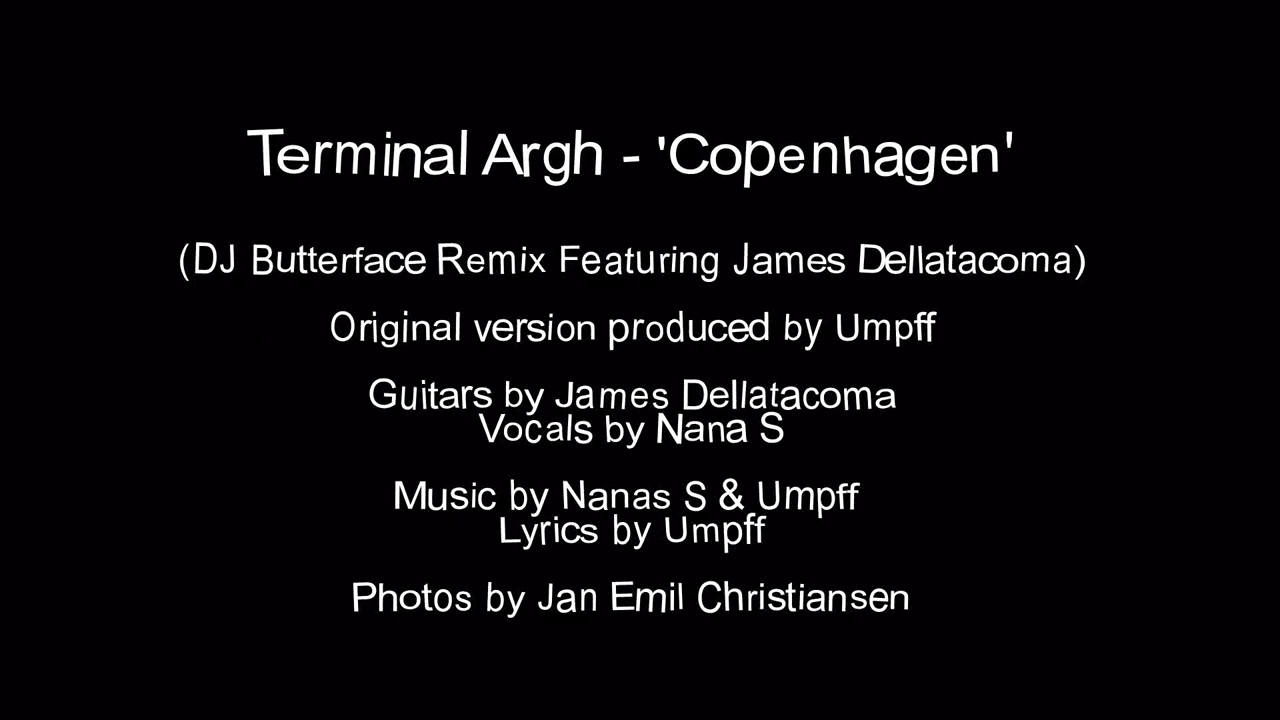 Terminal Argh - 'Copenhagen'
(DJ Butterface Remix Featuring James Dellatacoma)
Original version produced by Umpff
Guitars by James Dellatacoma
Vocals by Nana S
Music by Nanas S & Umpff
Lyrics by Umpff
Photos by Jan Emil Christiansen